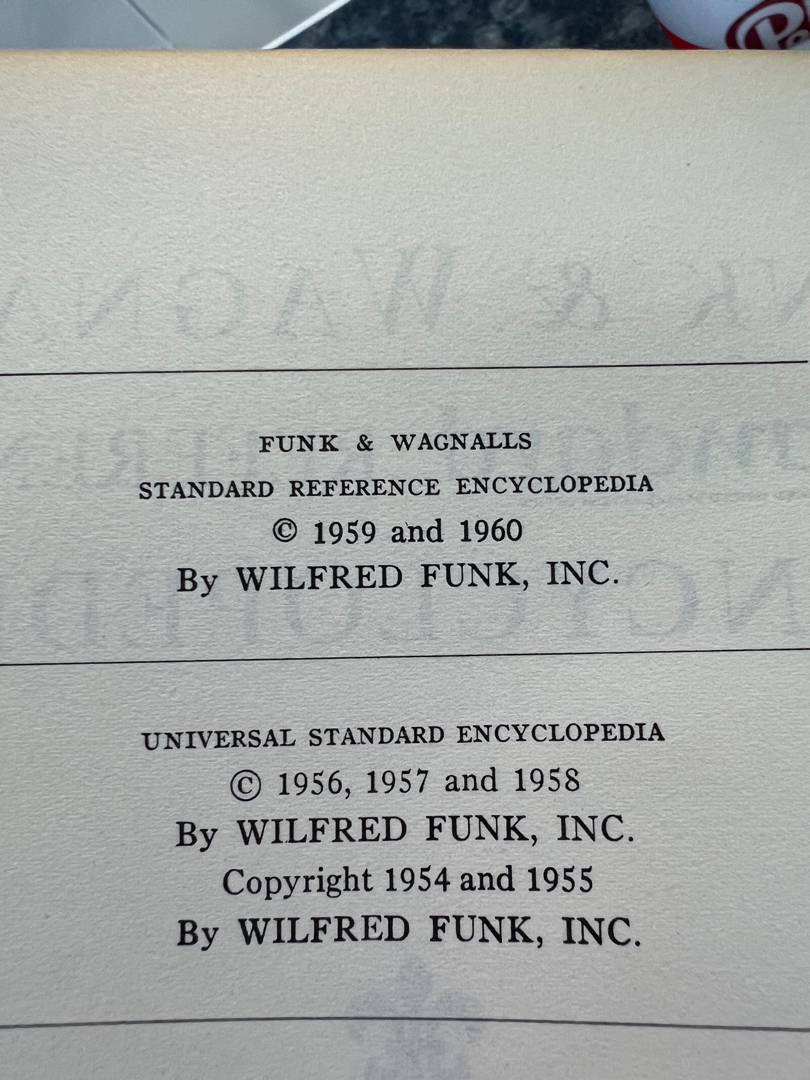 FUNK & WAGNALLS
STANDARD REFERENCE ENCYCLOPEDIA
© 1959 and 1960
By WILFRED FUNK, INC.
UNIVERSAL STANDARD ENCYCLOPEDIA
© 1956, 1957 and 1958
By WILFRED FUNK, INC.
Copyright 1954 and 1955
By WILFRED FUNK, INC.